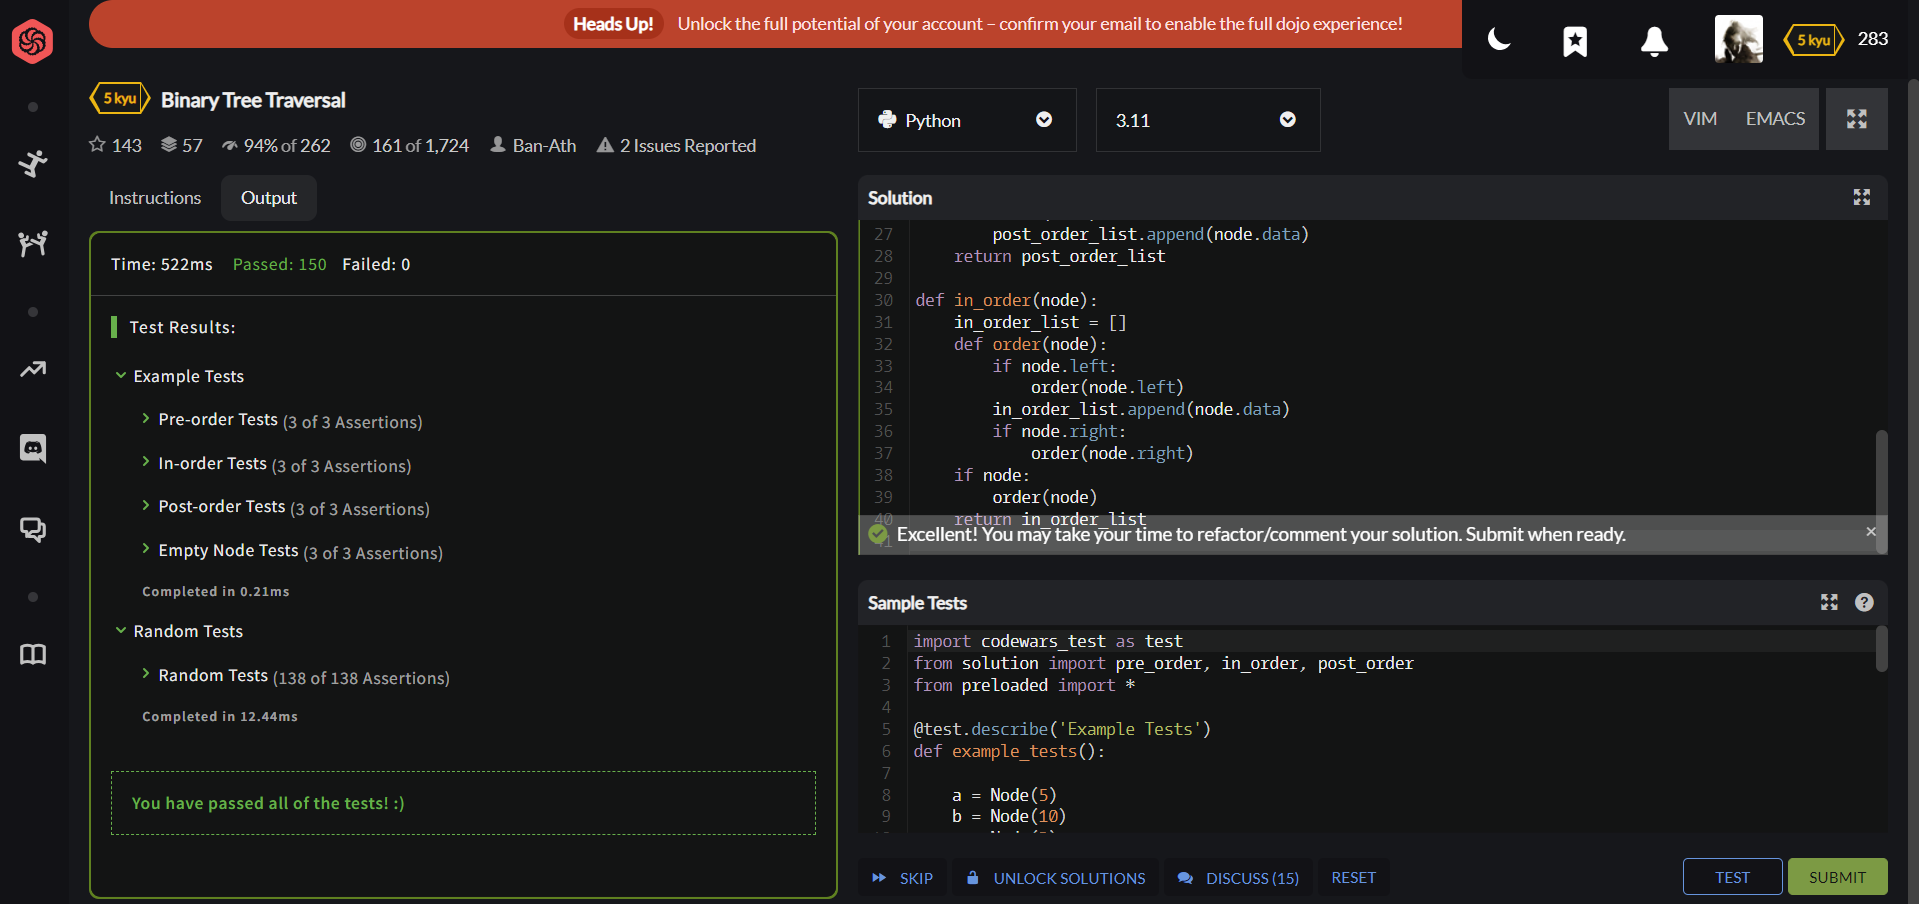 Heads Up! Unlock the full potential of your account – confirm your email to enable the full dojo experience!
5 kyu 283
5 kyu Binary Tree Traversal
143 57 94% of 262 161 of 1,724 Ban-Ath 2 Issues Reported
Instructions Output
Time: 522ms Passed: 150 Failed: 0
Test Results:
Example Tests
Pre-order Tests (3 of 3 Assertions)
In-order Tests (3 of 3 Assertions)
Post-order Tests (3 of 3 Assertions)
Empty Node Tests (3 of 3 Assertions)
Completed in 0.21ms
Random Tests
Random Tests (138 of 138 Assertions)
Completed in 12.44ms
You have passed all of the tests! :)
Python 3.11 VIM EMACS
Solution
27 post_order_list.append(node.data)
28 return post_order_list
29
30 def in_order(node):
31 in_order_list = []
32 def order(node):
33 if node.left:
34 order(node.left)
35 in_order_list.append(node.data)
36 if node.right:
37 order(node.right)
38 if node:
39 order(node)
40 return in_order_list
41
Excellent! You may take your time to refactor/comment your solution. Submit when ready. ×
Sample Tests ?
1 import codewars_test as test
2 from solution import pre_order, in_order, post_order
3 from preloaded import *
4
5 @test.describe('Example Tests')
6 def example_tests():
7
8 a = Node(5)
9 b = Node(10)
SKIP UNLOCK SOLUTIONS DISCUSS (15) RESET TEST SUBMIT